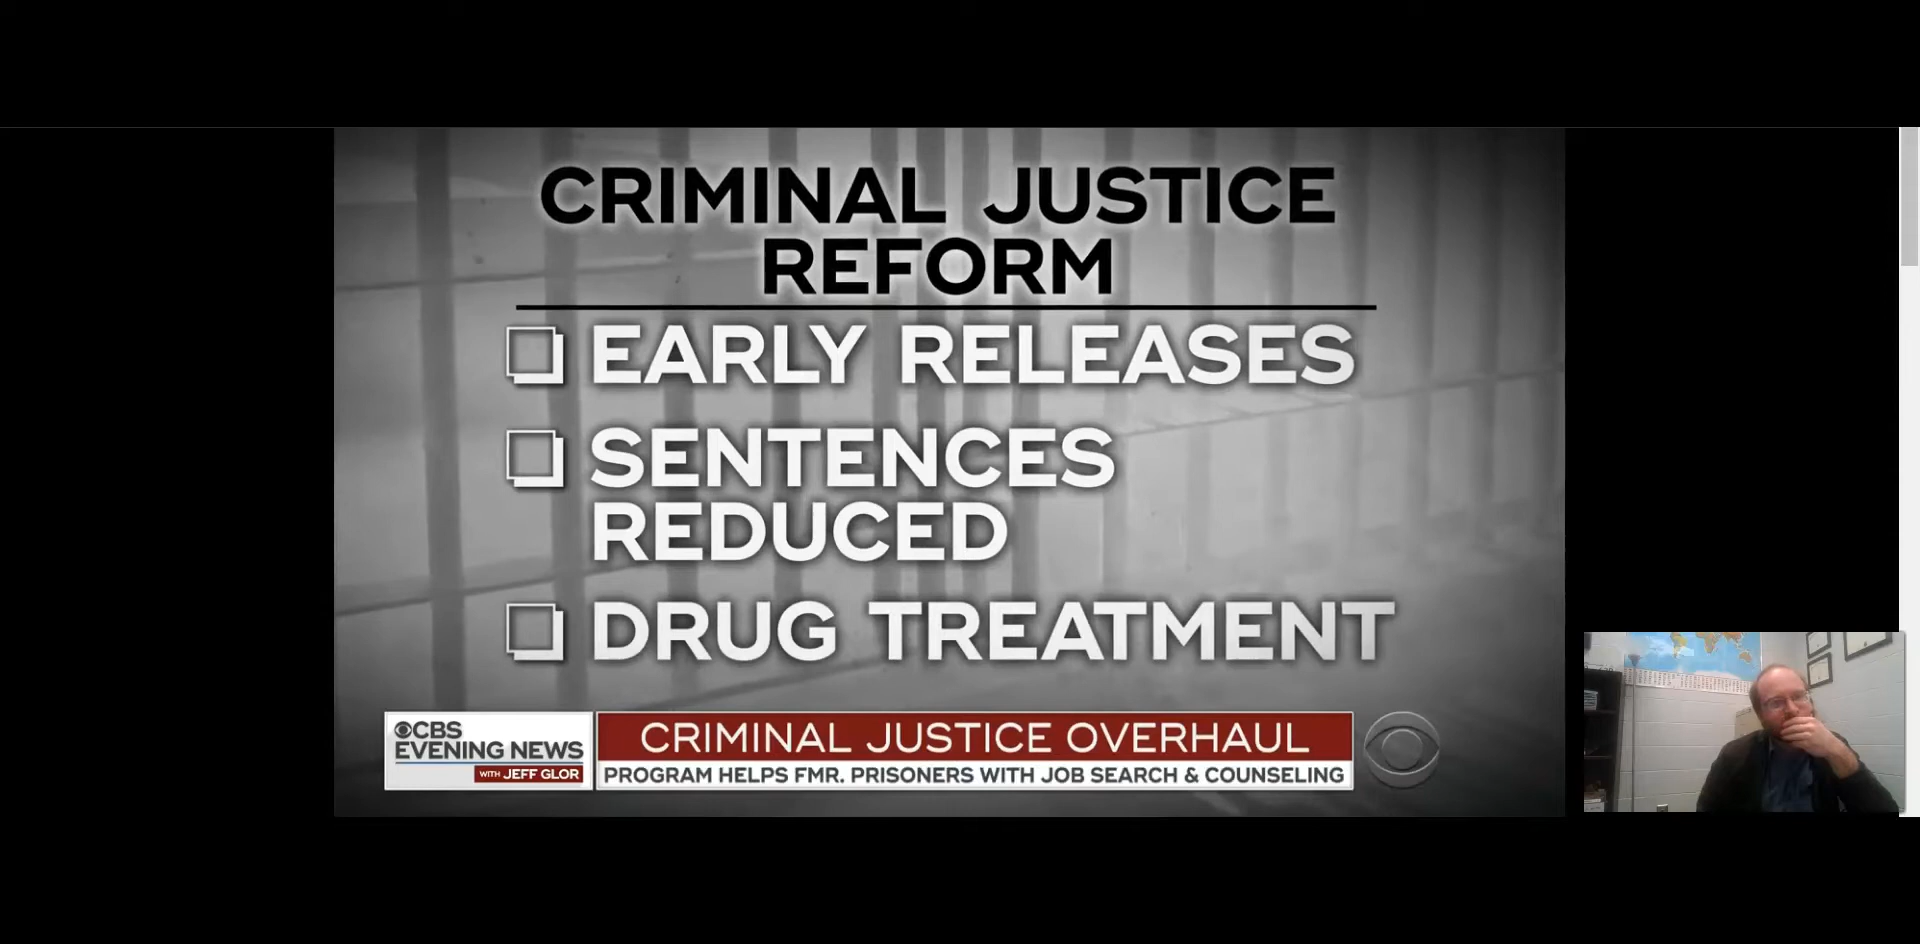 CRIMINAL JUSTICE
REFORM
EARLY RELEASES
SENTENCES
REDUCED
DRUG TREATMENT
CBS
EVENING NEWS
WITH JEFF GLOR
CRIMINAL JUSTICE OVERHAUL
PROGRAM HELPS FMR. PRISONERS WITH JOB SEARCH & COUNSELING